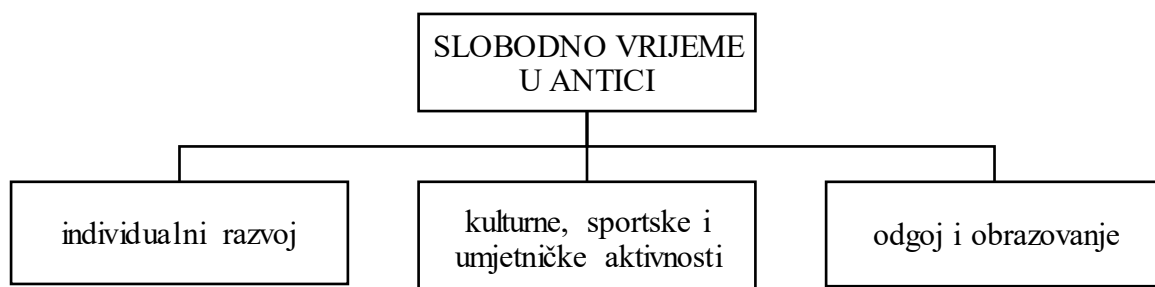 SLOBODNO VRIJEME
U ANTICI
individualni razvoj
kulturne, sportske i
umjetničke aktivnosti
odgoj i obrazovanje